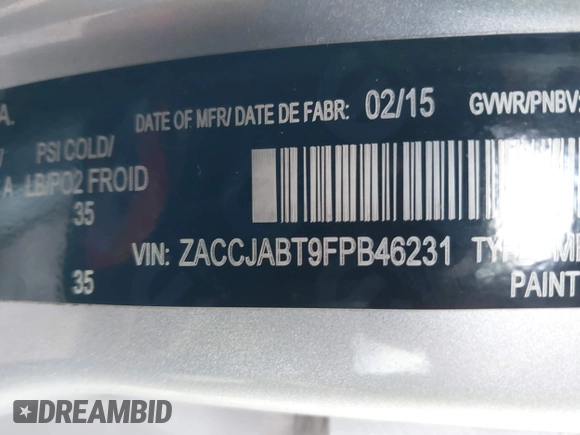 A.
DATE OF MFR/ DATE DE FABR: 02/15
GVWR/PNBV:
PSI COLD/
A LB/PO2 FROID
35
VIN: ZACCJABT9FPB46231
35
PAINT
DREAMBID